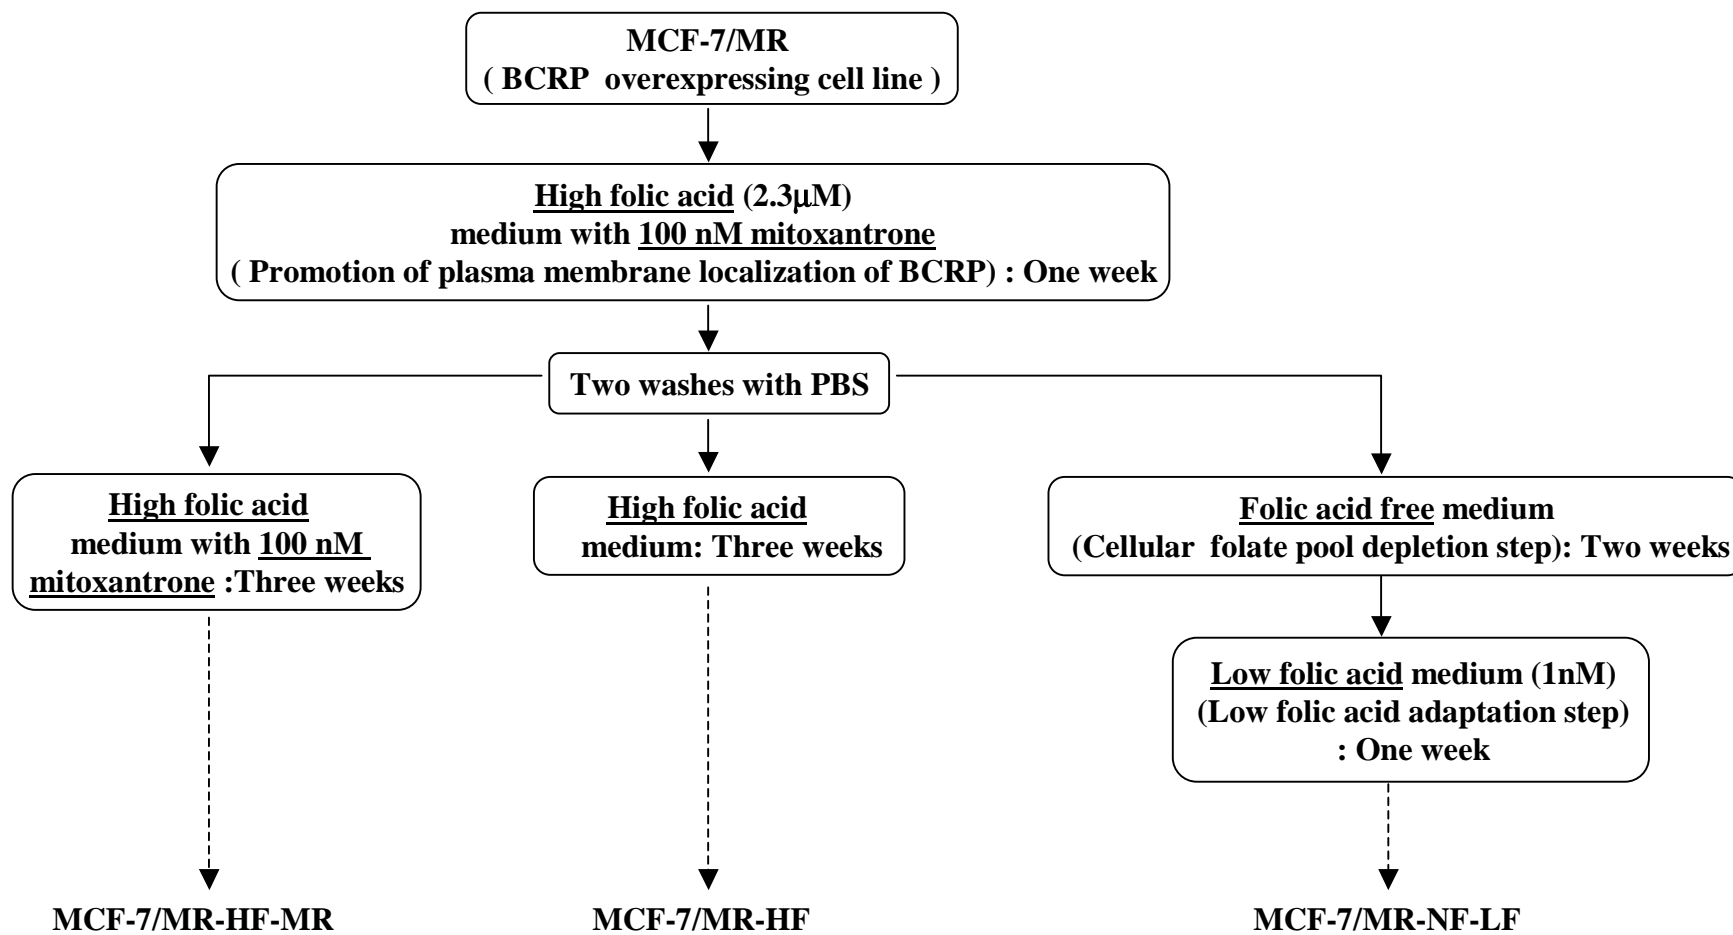 MCF-7/MR
( BCRP overexpressing cell line )
High folic acid (2.3μM)
medium with 100 nM mitoxantrone
( Promotion of plasma membrane localization of BCRP) : One week
Two washes with PBS
High folic acid
medium with 100 nM
mitoxantrone :Three weeks
High folic acid
medium: Three weeks
Folic acid free medium
(Cellular folate pool depletion step): Two weeks
Low folic acid medium (1nM)
(Low folic acid adaptation step)
: One week
MCF-7/MR-HF-MR
MCF-7/MR-HF
MCF-7/MR-NF-LF